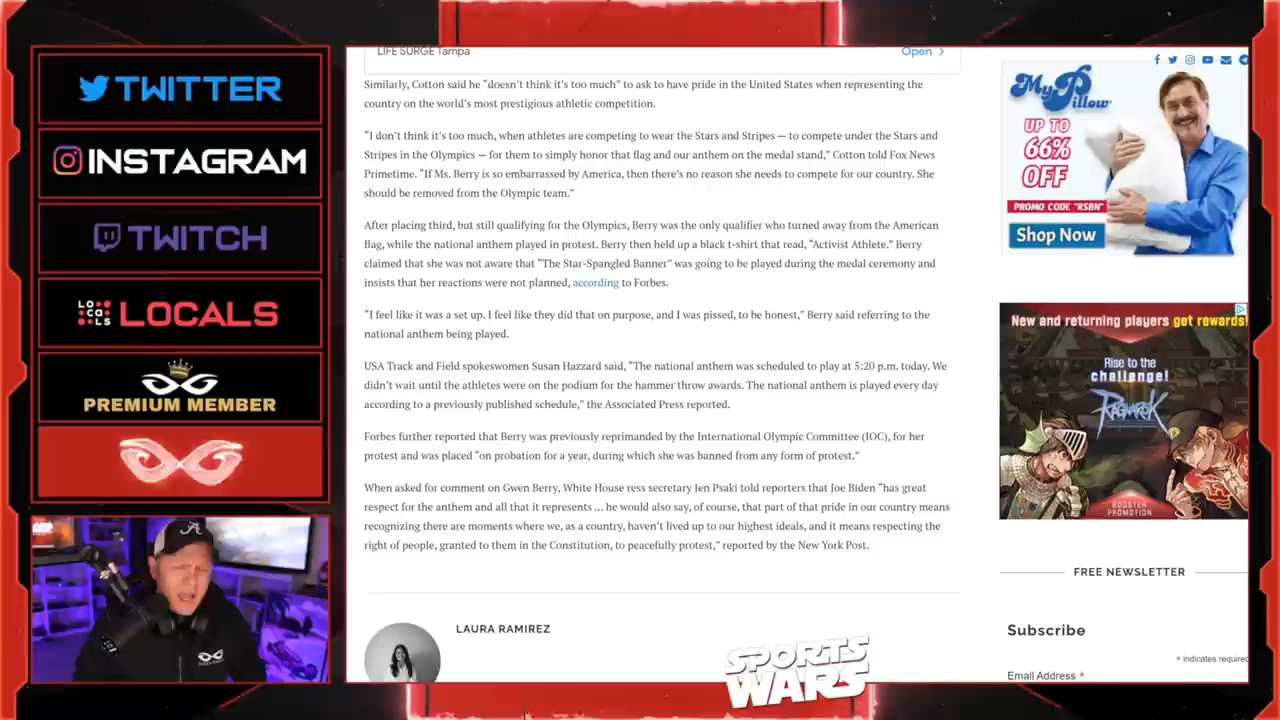 TWITTER
INSTAGRAM
TWITCH
LOCALS
LOCALS
PREMIUM MEMBER
LIFE SURGE Tampa
Open >
Similarly, Cotton said he “doesn’t think it’s too much” to ask to have pride in the United States when representing the
country on the world’s most prestigious athletic competition.
“I don’t think it’s too much, when athletes are competing to wear the Stars and Stripes — to compete under the Stars and
Stripes in the Olympics — for them to simply honor that flag and our anthem on the medal stand,” Cotton told Fox News
Primetime. “If Ms. Berry is so embarrassed by America, then there’s no reason she needs to compete for our country. She
should be removed from the Olympic team.”
After placing third, but still qualifying for the Olympics, Berry was the only qualifier who turned away from the American
flag, while the national anthem played in protest. Berry then held up a black t-shirt that read, “Activist Athlete.” Berry
claimed that she was not aware that “The Star-Spangled Banner” was going to be played during the medal ceremony and
insists that her reactions were not planned, according to Forbes.
“I feel like it was a set up. I feel like they did that on purpose, and I was pissed, to be honest,” Berry said referring to the
national anthem being played.
USA Track and Field spokeswomen Susan Hazzard said, “The national anthem was scheduled to play at 5:20 p.m. today. We
didn’t wait until the athletes were on the podium for the hammer throw awards. The national anthem is played every day
according to a previously published schedule,” the Associated Press reported.
Forbes further reported that Berry was previously reprimanded by the International Olympic Committee (IOC), for her
protest and was placed “on probation for a year, during which she was banned from any form of protest.”
When asked for comment on Gwen Berry, White House ress secretary Jen Psaki told reporters that Joe Biden “has great
respect for the anthem and all that it represents ... he would also say, of course, that part of that pride in our country means
recognizing there are moments where we, as a country, haven’t lived up to our highest ideals, and it means respecting the
right of people, granted to them in the Constitution, to peacefully protest,” reported by the New York Post.
LAURA RAMIREZ
SPORTS
WARS
MyPillow
UP TO
66%
OFF
PROMO CODE "RSBN"
Shop Now
New and returning players get rewards!
Rise to the
challenge!
RAGNAROK
BOOSTER
PROMOTION
FREE NEWSLETTER
Subscribe
* Indicates required
Email Address *